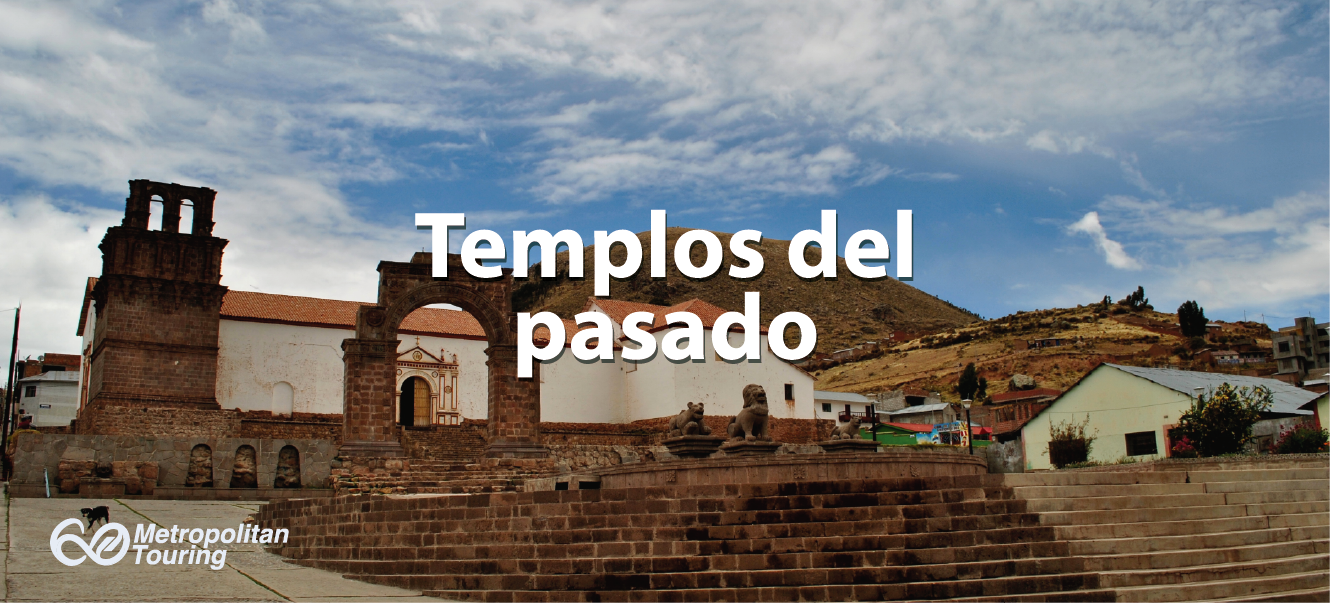 Templos del
pasado
Metropolitan
Touring